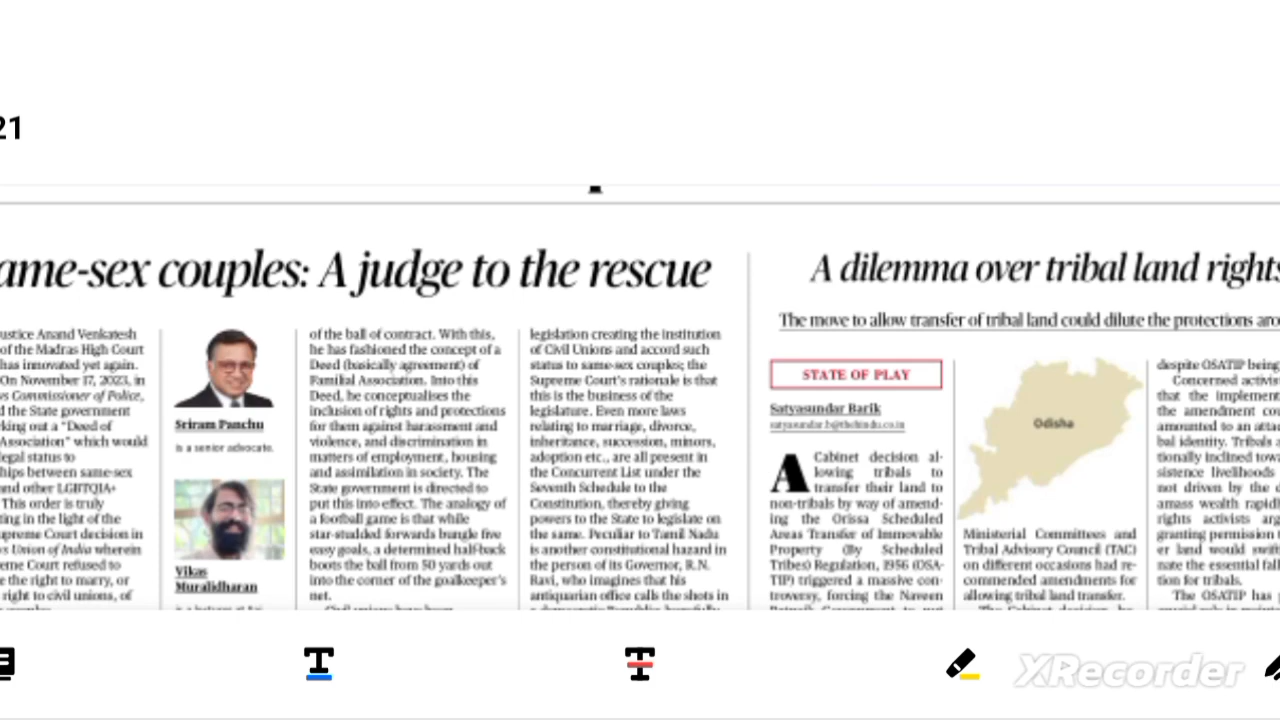 21
ame-sex couples: A judge to the rescue
ustice Anand Venkatesh
of the Madras High Court
has innovated yet again.
On November 17, 2023, in
s Commissioner of Police,
d the State government
king out a "Deed of
Association" which would
egal status to
hips between same-sex
and other LGBTQIA+
This order is truly
ting in the light of the
upreme Court decision in
s Union of India wherein
eme Court refused to
e the right to marry, or
right to civil unions, of
Sriram Panchu
is a senior advocate.
Vikas
Muralidharan
of the ball of contract. With this,
he has fashioned the concept of a
Deed (basically agreement) of
Familial Association. Into this
Deed, he conceptualises the
inclusion of rights and protections
for them against harassment and
violence, and discrimination in
matters of employment, housing
and assimilation in society. The
State government is directed to
put this into effect. The analogy of
a football game is that while
star-studded forwards bungle five
easy goals, a determined half-back
boots the ball from 50 yards out
into the corner of the goalkeeper's
net.
legislation creating the institution
of Civil Unions and accord such
status to same-sex couples; the
Supreme Court's rationale is that
this is the business of the
legislature. Even more laws
relating to marriage, divorce,
inheritance, succession, minors,
adoption etc., are all present in
the Concurrent List under the
Seventh Schedule to the
Constitution, thereby giving
powers to the State to legislate on
the same. Peculiar to Tamil Nadu
is another constitutional hazard in
the person of its Governor, R.N.
Ravi, who imagines that his
antiquarian office calls the shots in
A dilemma over tribal land rights
The move to allow transfer of tribal land could dilute the protections aro
STATE OF PLAY
Satyasundar Barik
satyasundar.b@thehindu.co.in
A Cabinet decision al-
lowing tribals to
transfer their land to
non-tribals by way of amend-
ing the Orissa Scheduled
Areas Transfer of Immovable
Property (By Scheduled
Tribes) Regulation, 1956 (OSA-
TIP) triggered a massive con-
troversy, forcing the Naveen
Odisha
Ministerial Committees and
Tribal Advisory Council (TAC)
on different occasions had re-
commended amendments for
allowing tribal land transfer.
The Cabinet decision, he
despite OSATIP being
Concerned activis
that the implement
the amendment co
amounted to an attac
bal identity. Tribals a
tionally inclined towa
sistence livelihoods
not driven by the d
amass wealth rapid
rights activists arg
granting permission t
er land would swift
nate the essential fall
tion for tribals.
The OSATIP has p
XRecorder